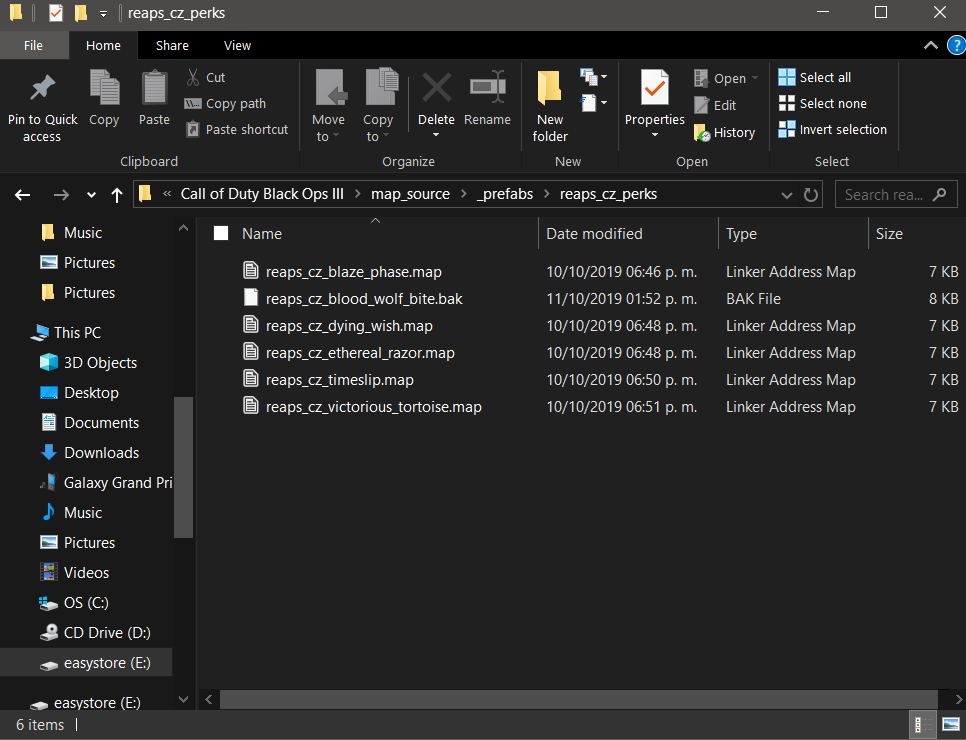 reaps_cz_perks
File Home Share View
Pin to Quick access
Copy
Paste
Cut
Copy path
Paste shortcut
Clipboard
Move to
Copy to
Delete
Rename
Organize
New folder
New
Properties
Open
Edit
History
Open
Select all
Select none
Invert selection
Select
« Call of Duty Black Ops III > map_source > _prefabs > reaps_cz_perks
Search rea...
Music
Pictures
Pictures
This PC
3D Objects
Desktop
Documents
Downloads
Galaxy Grand Pri
Music
Pictures
Videos
OS (C:)
CD Drive (D:)
easystore (E:)
easystore (E:)
Name Date modified Type Size
reaps_cz_blaze_phase.map 10/10/2019 06:46 p. m. Linker Address Map 7 KB
reaps_cz_blood_wolf_bite.bak 11/10/2019 01:52 p. m. BAK File 8 KB
reaps_cz_dying_wish.map 10/10/2019 06:48 p. m. Linker Address Map 7 KB
reaps_cz_ethereal_razor.map 10/10/2019 06:48 p. m. Linker Address Map 7 KB
reaps_cz_timeslip.map 10/10/2019 06:50 p. m. Linker Address Map 7 KB
reaps_cz_victorious_tortoise.map 10/10/2019 06:51 p. m. Linker Address Map 7 KB
6 items